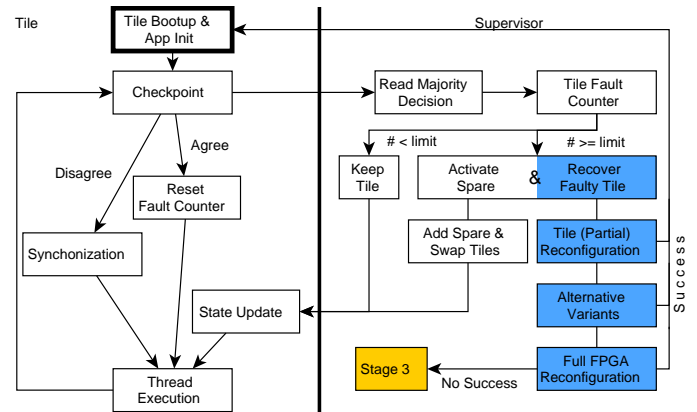 Tile
Tile Bootup &
App Init
Supervisor
Checkpoint
Read Majority
Decision
Tile Fault
Counter
Disagree
Agree
# < limit
# >= limit
Keep
Tile
Activate
Spare
&
Recover
Faulty Tile
Reset
Fault Counter
Synchonization
Add Spare &
Swap Tiles
Tile (Partial)
Reconfiguration
Success
State Update
Alternative
Variants
Thread
Execution
Stage 3
No Success
Full FPGA
Reconfiguration